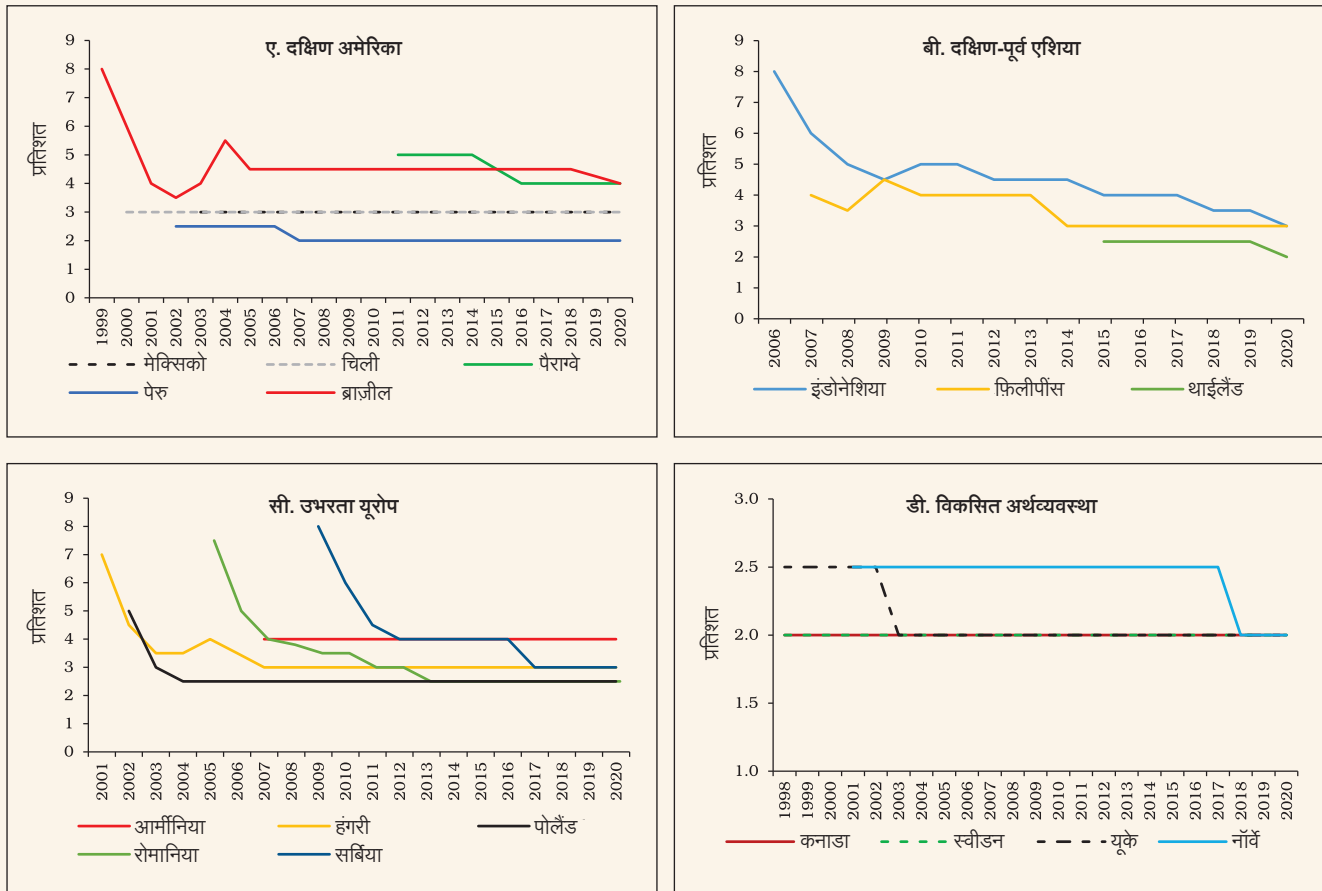 ए. दक्षिण अमेरिका
प्रतिशत
9
8
7
6
5
4
3
2
1
0
1999 2000 2001 2002 2003 2004 2005 2006 2007 2008 2009 2010 2011 2012 2013 2014 2015 2016 2017 2018 2019 2020
मेक्सिको चिली पैराग्वे
पेरु ब्राज़ील
बी. दक्षिण-पूर्व एशिया
प्रतिशत
9
8
7
6
5
4
3
2
1
0
2006 2007 2008 2009 2010 2011 2012 2013 2014 2015 2016 2017 2018 2019 2020
इंडोनेशिया फ़िलीपींस थाईलैंड
सी. उभरता यूरोप
प्रतिशत
9
8
7
6
5
4
3
2
1
0
2001 2002 2003 2004 2005 2006 2007 2008 2009 2010 2011 2012 2013 2014 2015 2016 2017 2018 2019 2020
आर्मीनिया हंगरी पोलैंड
रोमानिया सर्बिया
डी. विकसित अर्थव्यवस्था
प्रतिशत
3.0
2.5
2.0
1.5
1.0
1998 1999 2000 2001 2002 2003 2004 2005 2006 2007 2008 2009 2010 2011 2012 2013 2014 2015 2016 2017 2018 2019 2020
कनाडा स्वीडन यूके नॉर्वे